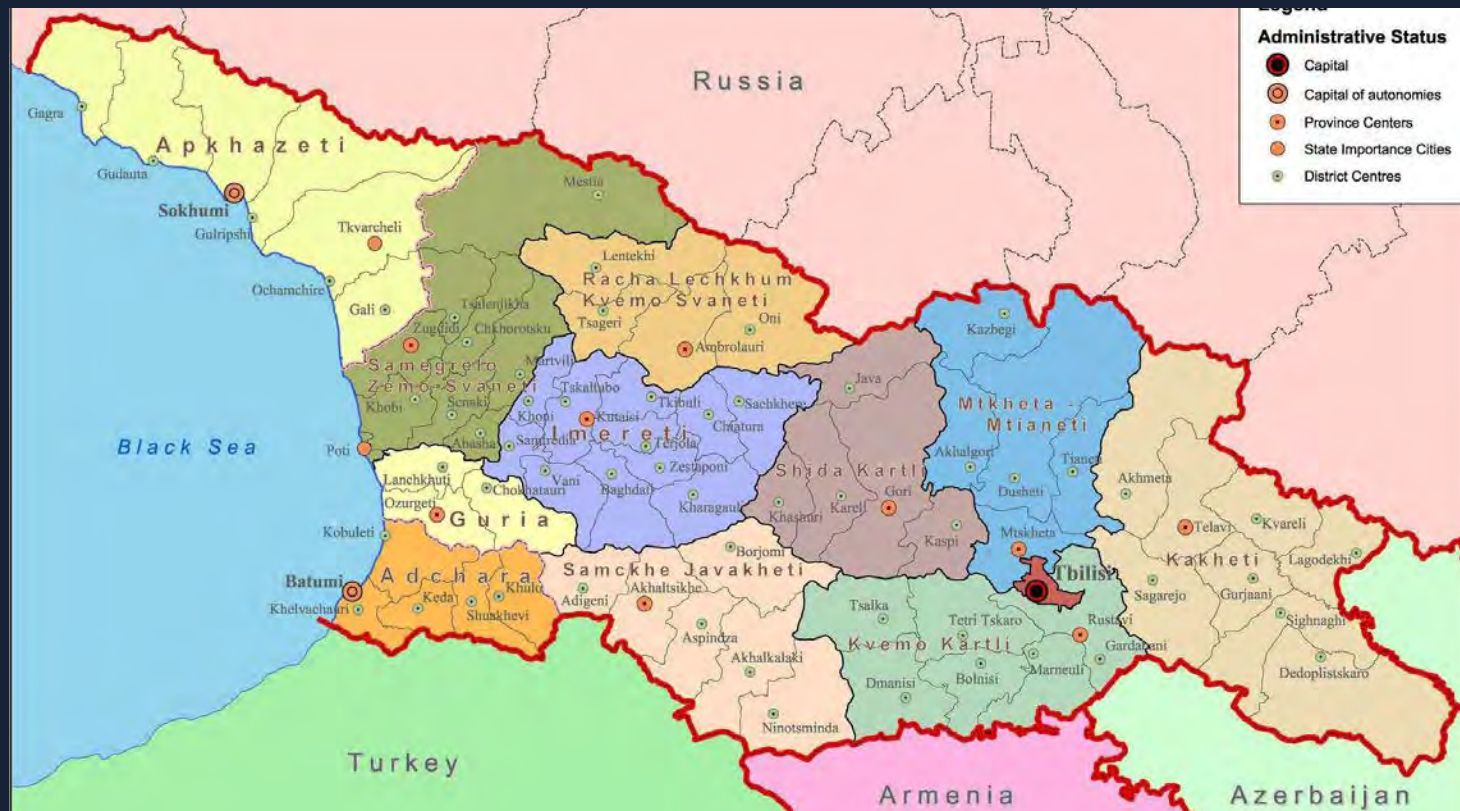 Legend
Administrative Status
Capital
Capital of autonomies
Province Centers
State Importance Cities
District Centres
Russia
Gagra
Apkhazeti
Gudauta
Sokhumi
Gulripshi
Tkvarcheli
Ochamchire
Gali
Mestia
Lentekhi
Racha Lechkhum
Kvemo Svaneti
Tsageri
Oni
Ambrolauri
Tsalenjikha
Zugdidi
Chkhorotsku
Martvili
Samegrelo
Zemo Svaneti
Khobi
Senaki
Abasha
Poti
Black Sea
Tskaltubo
Khoni
Kutaisi
Tkibuli
Sachkhere
Chiatura
Imereti
Samtredia
Terjola
Vani
Zestaponi
Baghdati
Kharagauli
Kazbegi
Java
Mtkheta -
Mtianeti
Shida Kartli
Akhalgori
Dusheti
Tianeti
Gori
Kareli
Khashuri
Kaspi
Mtskheta
Tbilisi
Akhmeta
Telavi
Kvareli
Kakheti
Lagodekhi
Sagarejo
Gurjaani
Sighnaghi
Dedoplistskaro
Lanchkhuti
Ozurgeti
Chokhatauri
Guria
Kobuleti
Batumi
Adchara
Khelvachauri
Keda
Khulo
Shuakhevi
Borjomi
Samckhe Javakheti
Adigeni
Akhaltsikhe
Aspindza
Akhalkalaki
Ninotsminda
Tsalka
Tetri Tskaro
Rustavi
Kvemo Kartli
Gardabani
Marneuli
Bolnisi
Dmanisi
Turkey
Armenia
Azerbaijan